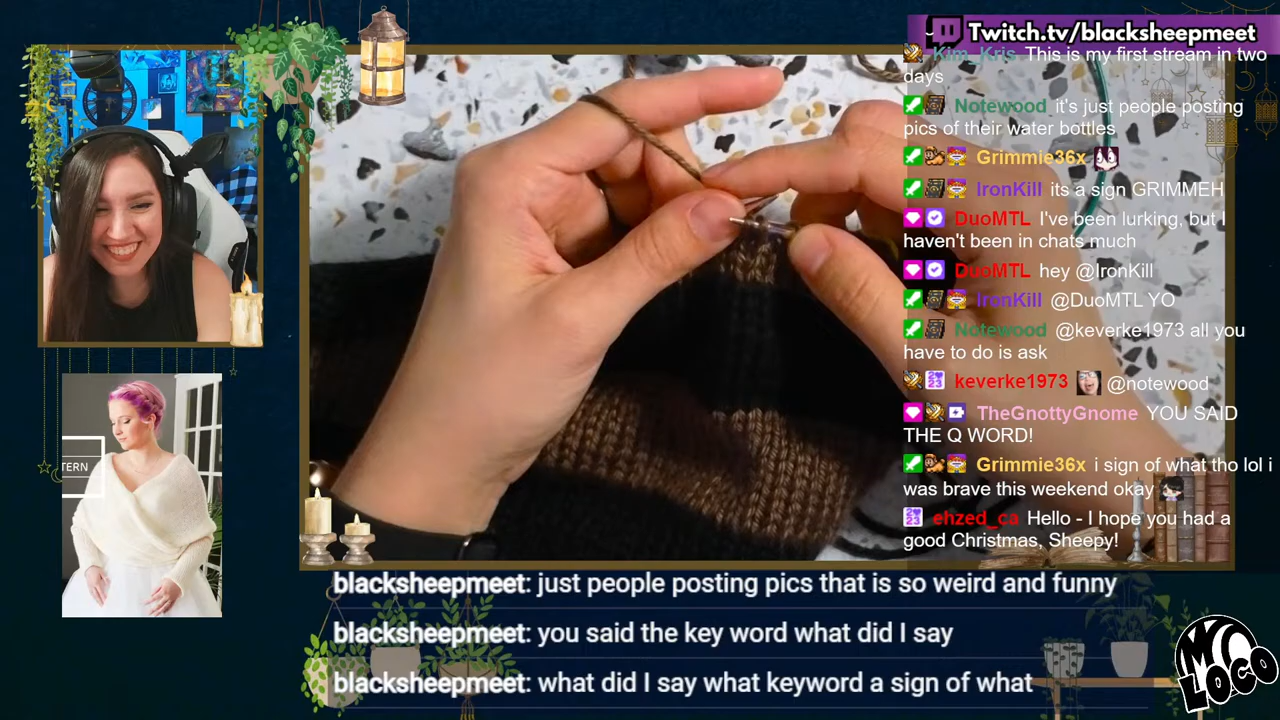 Twitch.tv/blacksheepmeet
Kim_Kris This is my first stream in two
days
Notewood it's just people posting
pics of their water bottles
Grimmie36x
IronKill its a sign GRIMMEH
DuoMTL I've been lurking, but I
haven't been in chats much
DuoMTL hey @IronKill
IronKill @DuoMTL YO
Notewood @keverke1973 all you
have to do is ask
keverke1973 @notewood
TheGnottyGnome YOU SAID
THE Q WORD!
Grimmie36x i sign of what tho lol i
was brave this weekend okay
ehzed_ca Hello - I hope you had a
good Christmas, Sheepy!
TERN
blacksheepmeet: just people posting pics that is so weird and funny
blacksheepmeet: you said the key word what did I say
blacksheepmeet: what did I say what keyword a sign of what
MC
LOCO